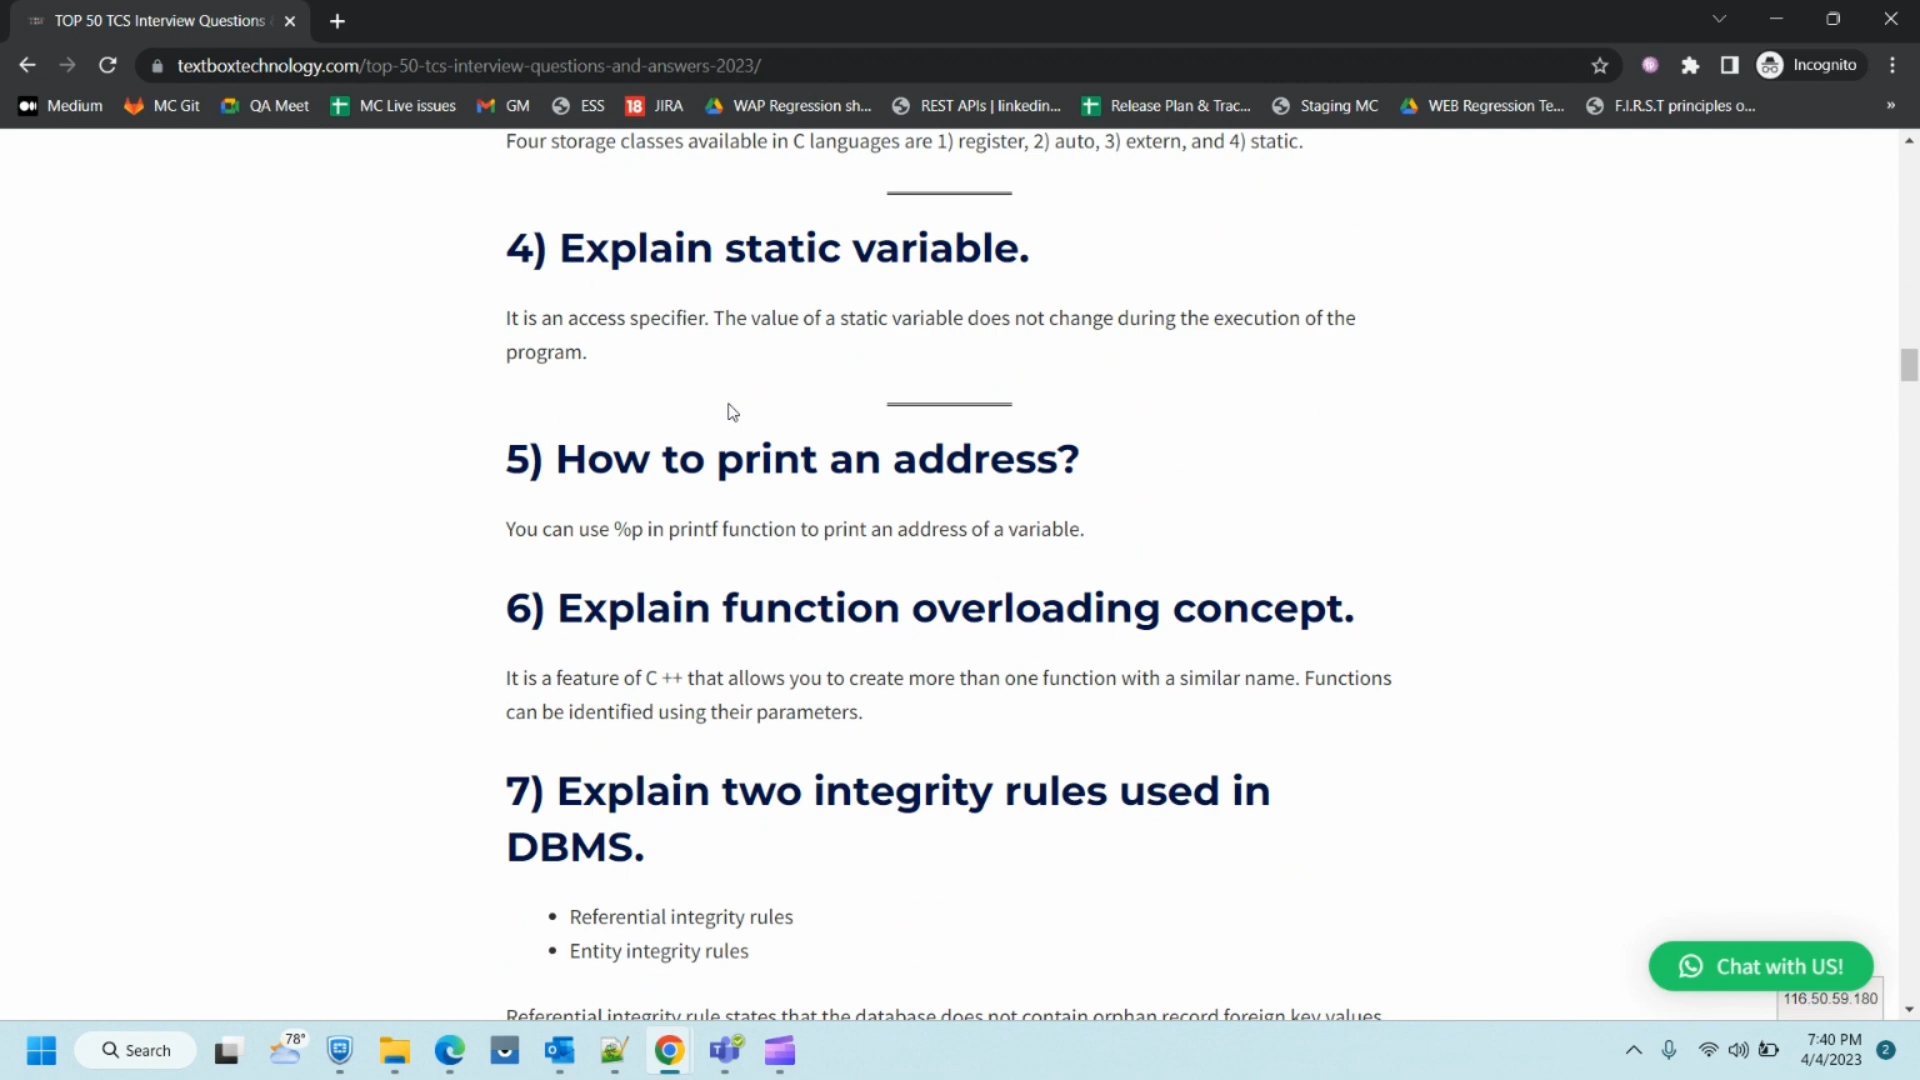 TOP 50 TCS Interview Questions
textboxtechnology.com/top-50-tcs-interview-questions-and-answers-2023/
Incognito
Medium MC Git QA Meet MC Live issues GM ESS 18 JIRA WAP Regression sh... REST APIs | linkedin... Release Plan & Trac... Staging MC WEB Regression Te... F.I.R.S.T principles o... »
Four storage classes available in C languages are 1) register, 2) auto, 3) extern, and 4) static.
4) Explain static variable.
It is an access specifier. The value of a static variable does not change during the execution of the
program.
5) How to print an address?
You can use %p in printf function to print an address of a variable.
6) Explain function overloading concept.
It is a feature of C ++ that allows you to create more than one function with a similar name. Functions
can be identified using their parameters.
7) Explain two integrity rules used in
DBMS.
• Referential integrity rules
• Entity integrity rules
Chat with US!
116.50.59.180
Referential integrity rule states that the database does not contain orphan record foreign key values
78°
Search
7:40 PM
4/4/2023
2